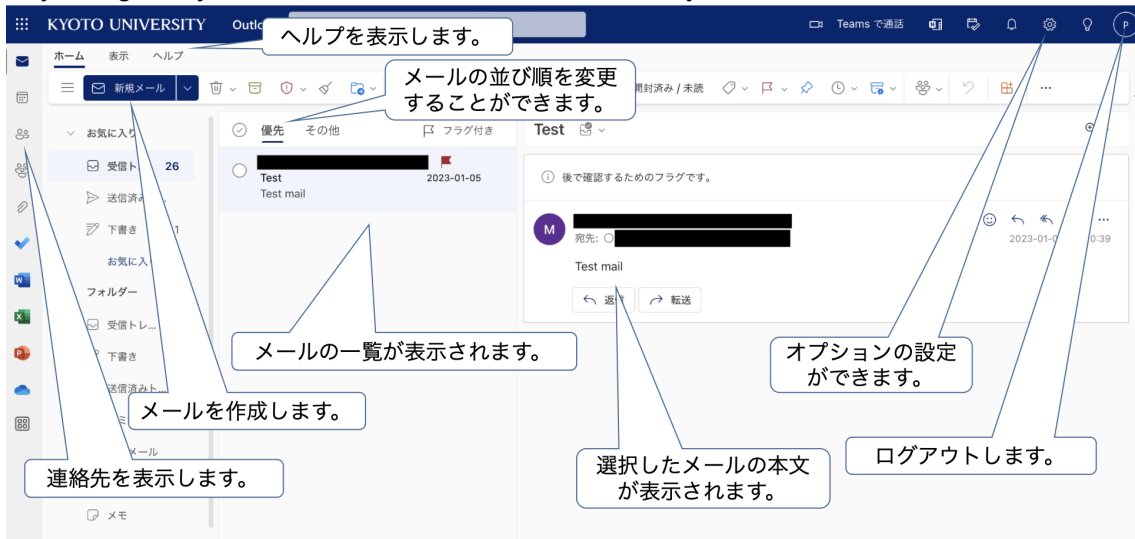 KYOTO UNIVERSITY
Teams で通話
P
ヘルプを表示します。
ホーム 表示 ヘルプ
メールの並び順を変更
することができます。
新規メール
開封済み / 未読
お気に入り
優先 その他 フラグ付き
Test
受信ト 26
Test 2023-01-05
Test mail
後で確認するためのフラグです。
送信済み...
下書き 1
M
宛先:
お気に入
Test mail
フォルダー
返信 転送
受信トレ...
メールの一覧が表示されます。
オプションの設定
ができます。
下書き
送信済みト...
メールを作成します。
メール
連絡先を表示します。
選択したメールの本文
が表示されます。
ログアウトします。
メモ